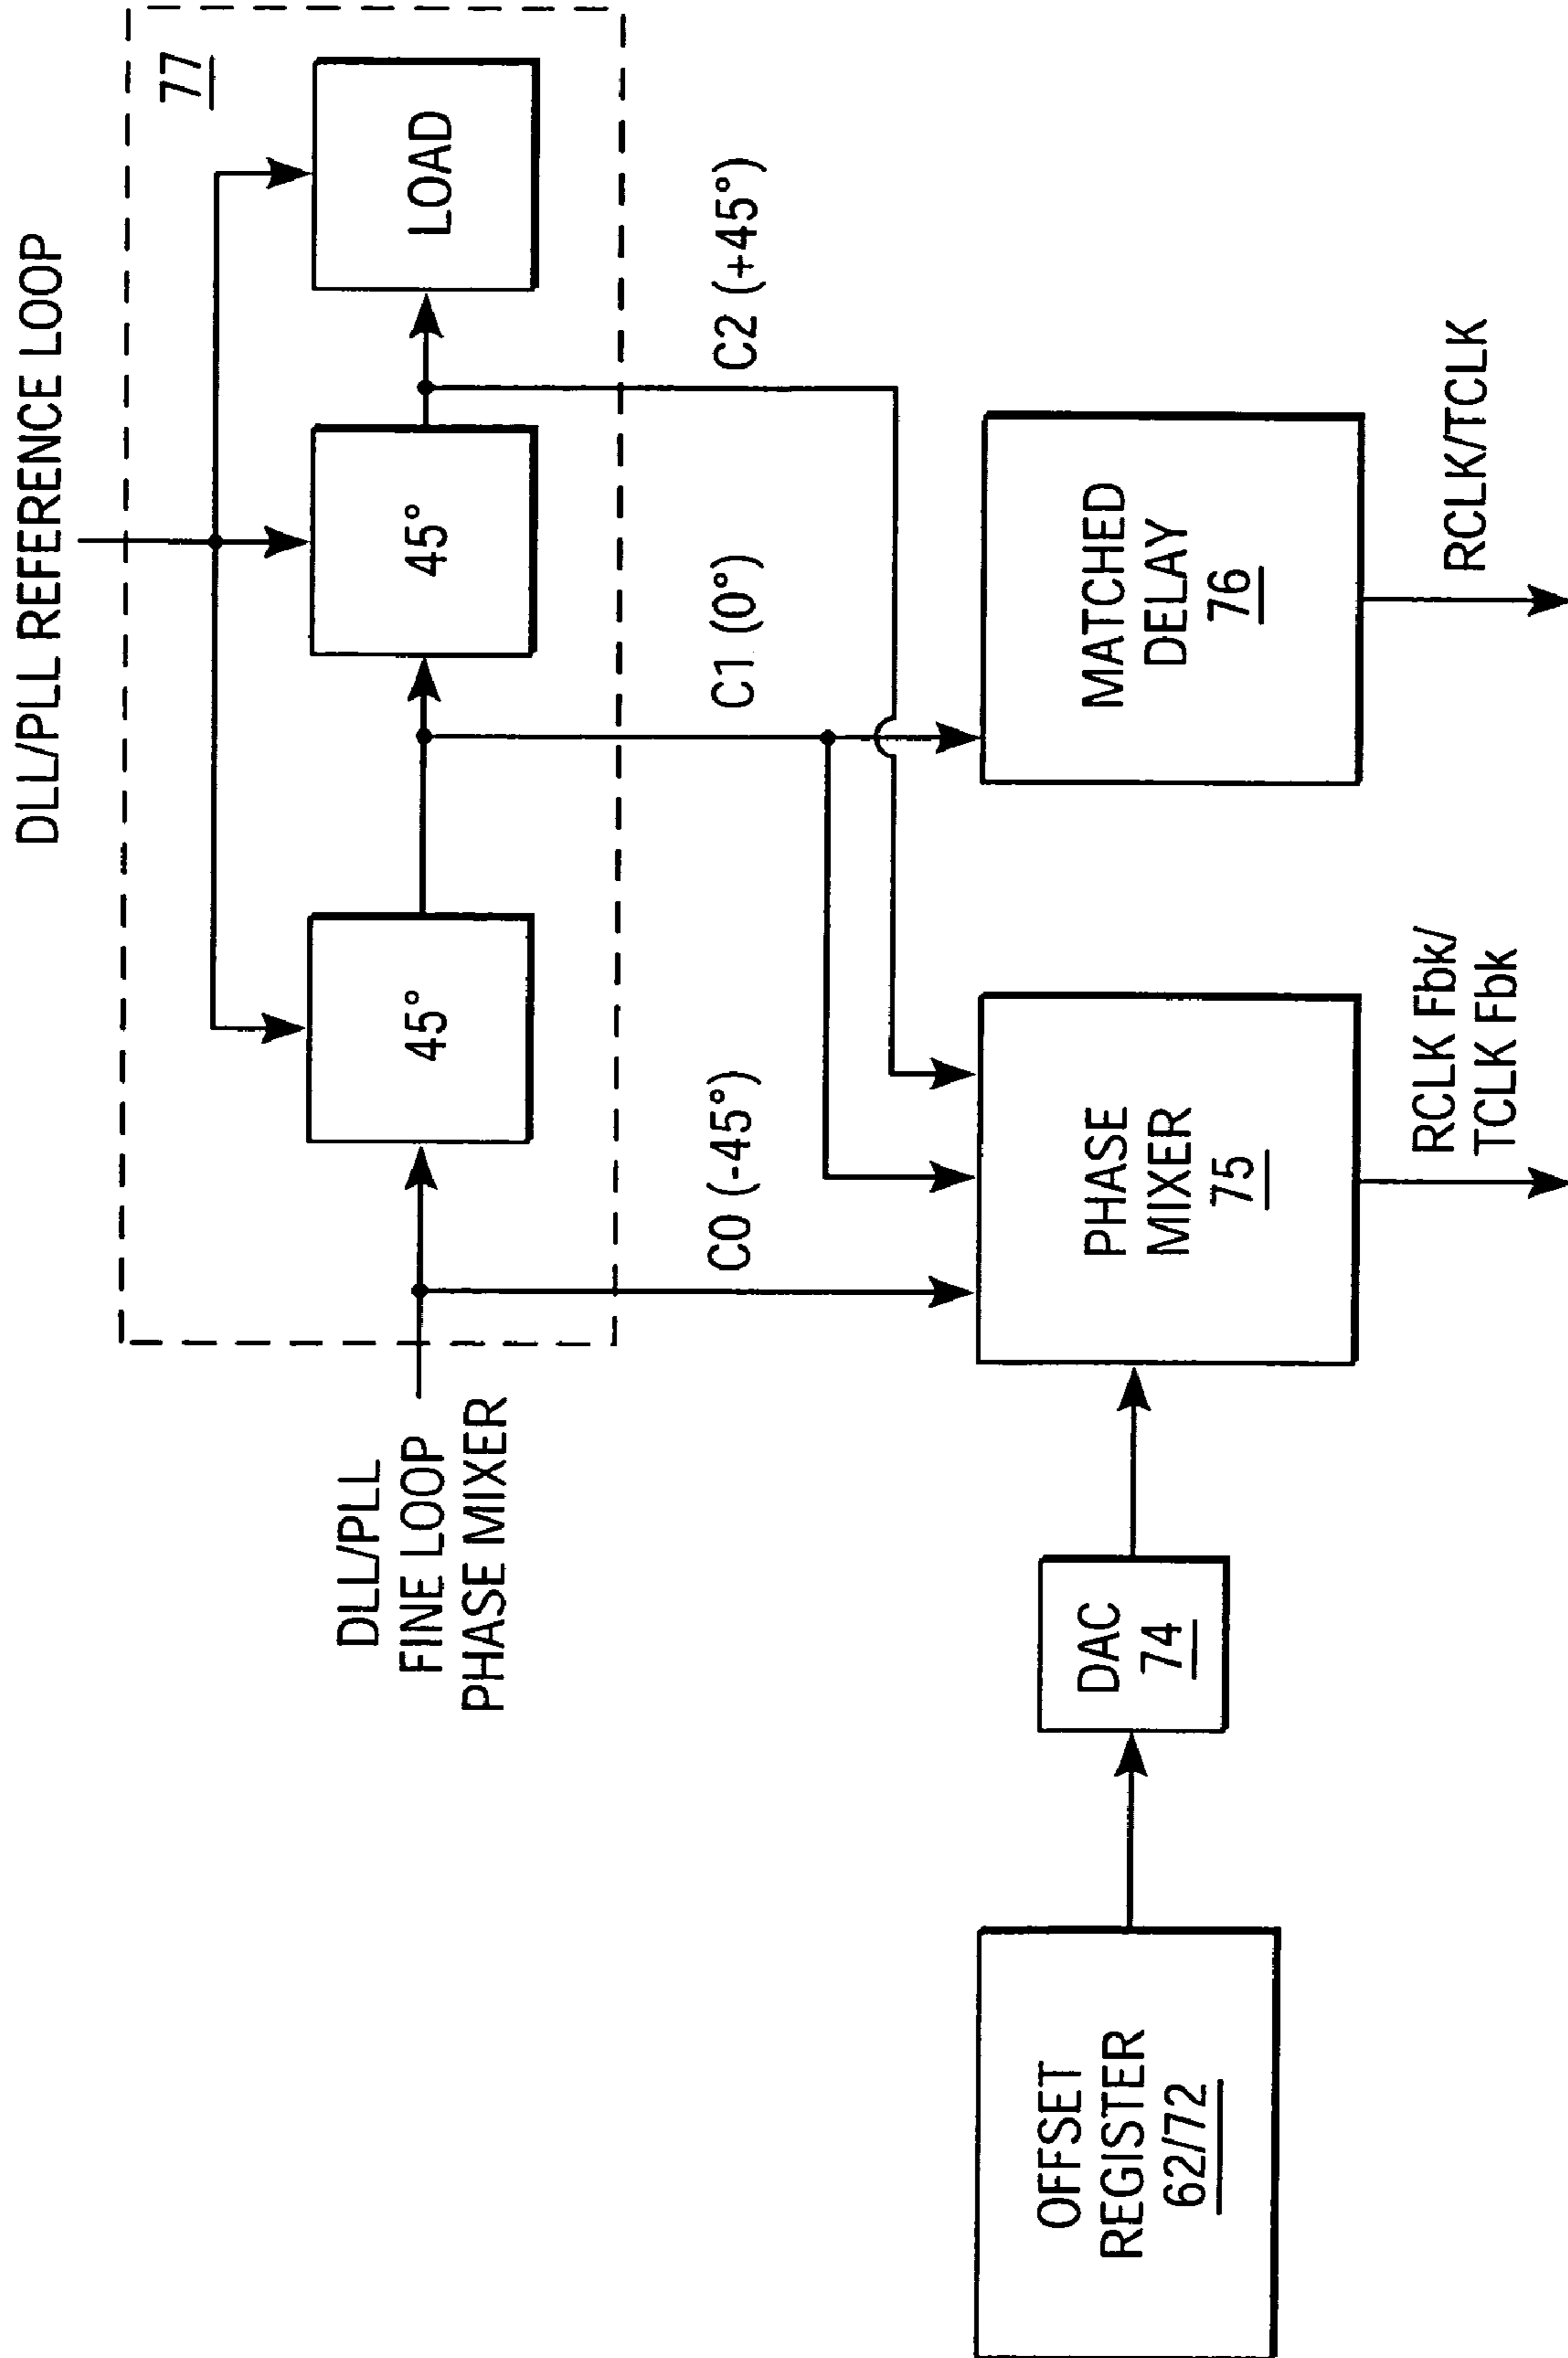 DLL/PLL REFERENCE LOOP
77
45°
45°
LOAD
DLL/PLL
FINE LOOP
PHASE MIXER
C0 (-45°)
C1 (0°)
C2 (+45°)
OFFSET
REGISTER
62/72
DAC
74
PHASE
MIXER
75
MATCHED
DELAY
76
RCLK Fbk/
TCLK Fbk
RCLK/TCLK